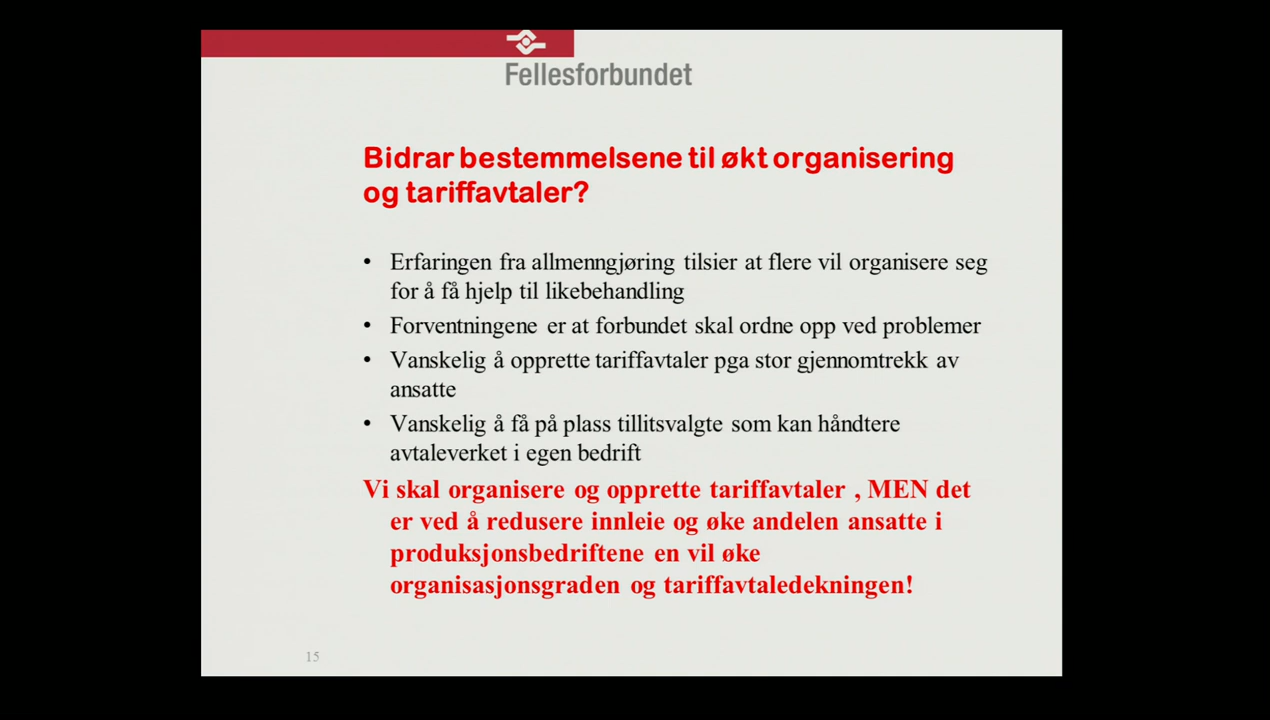 Fellesforbundet
Bidrar bestemmelsene til økt organisering
og tariffavtaler?
• Erfaringen fra allmenngjøring tilsier at flere vil organisere seg
for å få hjelp til likebehandling
• Forventningene er at forbundet skal ordne opp ved problemer
• Vanskelig å opprette tariffavtaler pga stor gjennomtrekk av
ansatte
• Vanskelig å få på plass tillitsvalgte som kan håndtere
avtaleverket i egen bedrift
Vi skal organisere og opprette tariffavtaler , MEN det
er ved å redusere innleie og øke andelen ansatte i
produksjonsbedriftene en vil øke
organisasjonsgraden og tariffavtaledekningen!
15